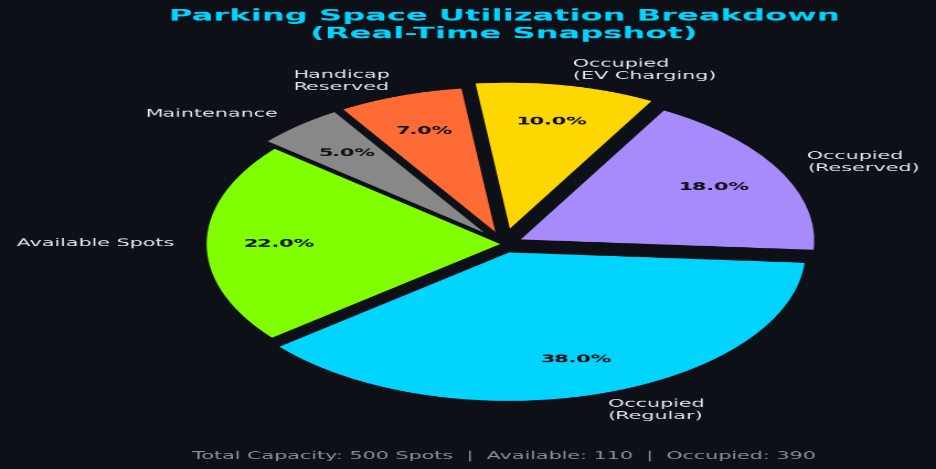 Parking Space Utilization Breakdown
(Real-Time Snapshot)
Occupied
(EV Charging)
Handicap
Reserved
Maintenance
10.0%
7.0%
5.0%
Occupied
(Reserved)
18.0%
Available Spots
22.0%
38.0%
Occupied
(Regular)
Total Capacity: 500 Spots | Available: 110 | Occupied: 390